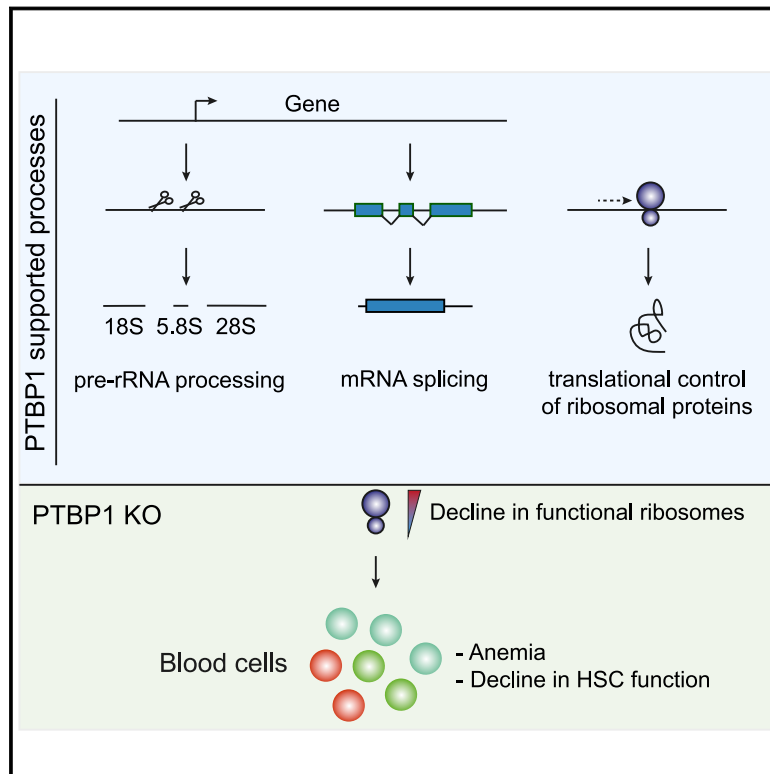 PTBP1 supported processes
Gene
18S 5.8S 28S
pre-rRNA processing
mRNA splicing
translational control
of ribosomal proteins
PTBP1 KO
Decline in functional ribosomes
Blood cells
- Anemia
- Decline in HSC function